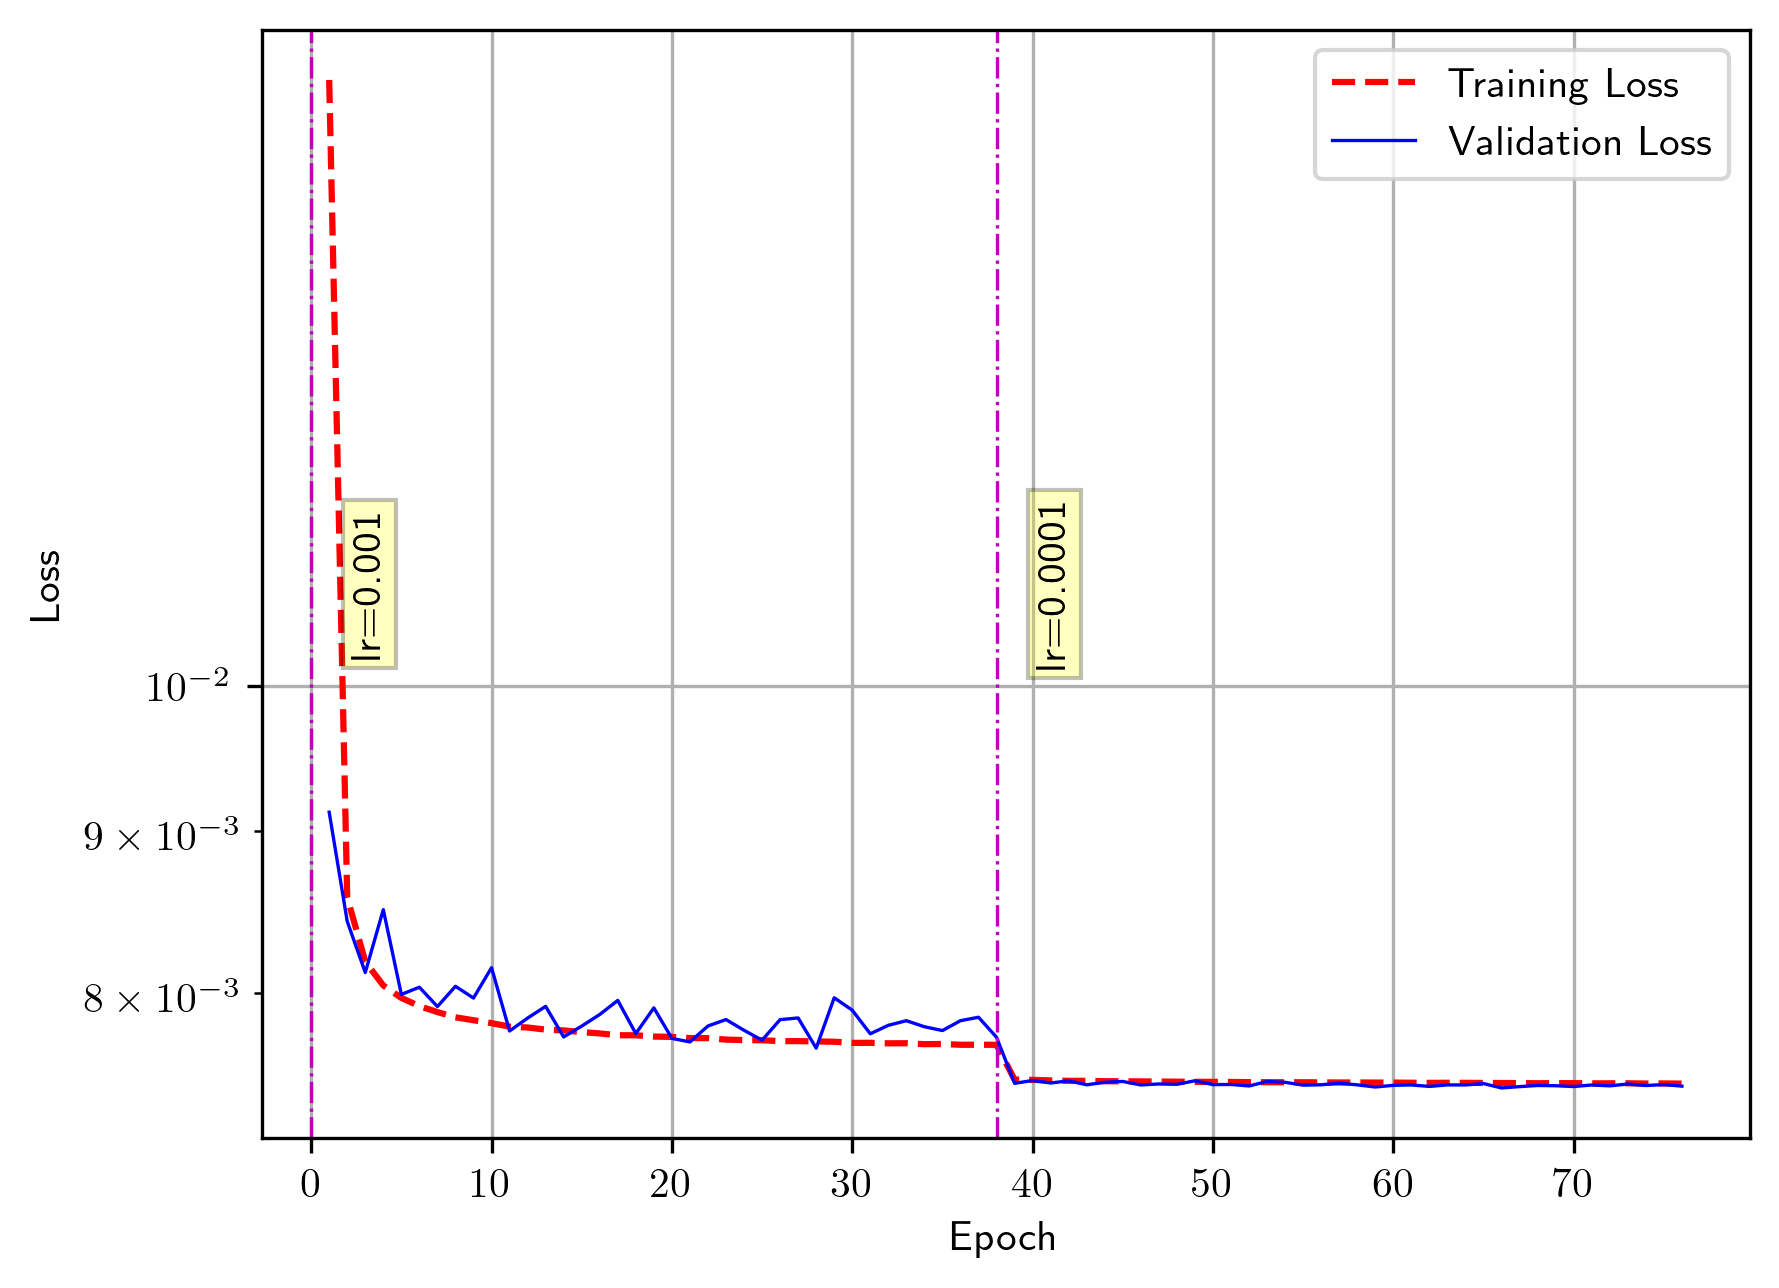 Training Loss
Validation Loss
lr=0.001
lr=0.0001
Loss
10⁻²
9 × 10⁻³
8 × 10⁻³
0 10 20 30 40 50 60 70
Epoch